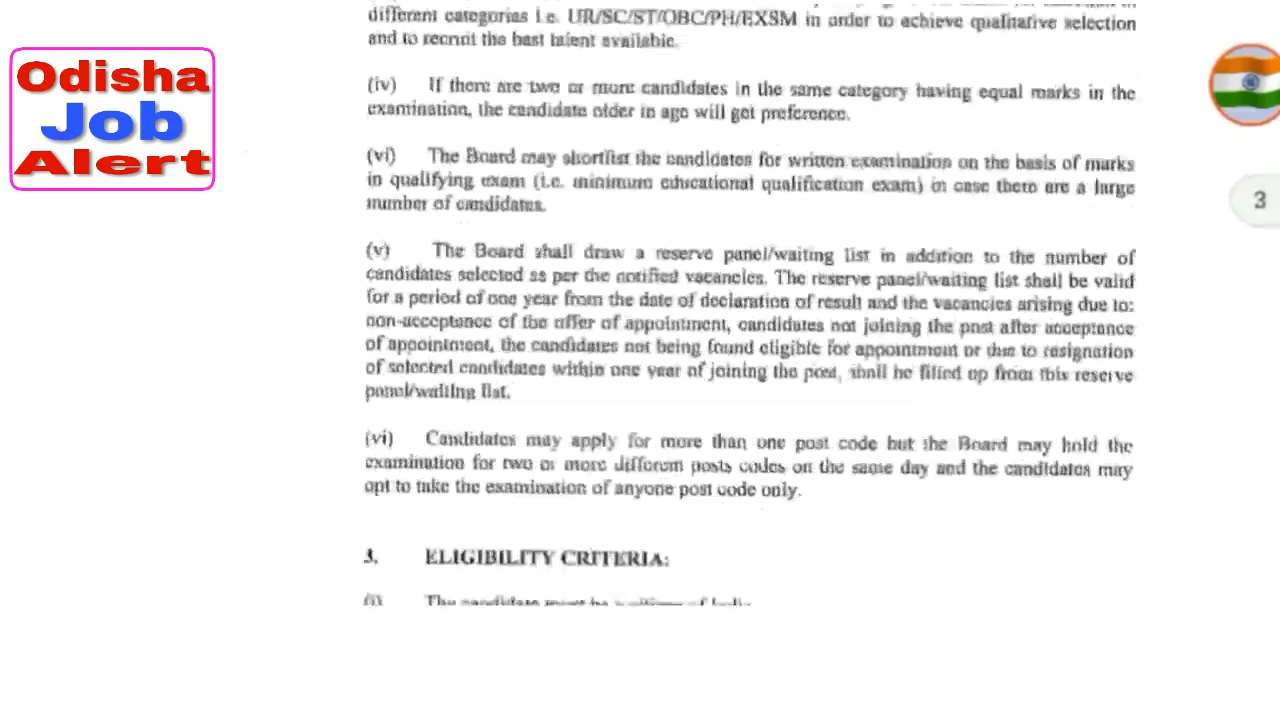 Odisha
Job
Alert
3
different categories i.e. UR/SC/ST/OBC/PH/EXSM in order to achieve qualitative selection
and to recruit the best talent available.
(iv) If there are two or more candidates in the same category having equal marks in the
examination, the candidate older in age will get preference.
(vi) The Board may shortlist the candidates for written examination on the basis of marks
in qualifying exam (i.e. minimum educational qualification exam) in case there are a large
number of candidates.
(v) The Board shall draw a reserve panel/waiting list in addition to the number of
candidates selected as per the notified vacancies. The reserve panel/waiting list shall be valid
for a period of one year from the date of declaration of result and the vacancies arising due to:
non-acceptance of the offer of appointment, candidates not joining the post after acceptance
of appointment, the candidates not being found eligible for appointment or due to resignation
of selected candidates within one year of joining the post, shall be filled up from this reserve
panel/waiting list.
(vi) Candidates may apply for more than one post code but the Board may hold the
examination for two or more different posts codes on the same day and the candidates may
opt to take the examination of anyone post code only.
3. ELIGIBILITY CRITERIA:
(i) The candidate must be